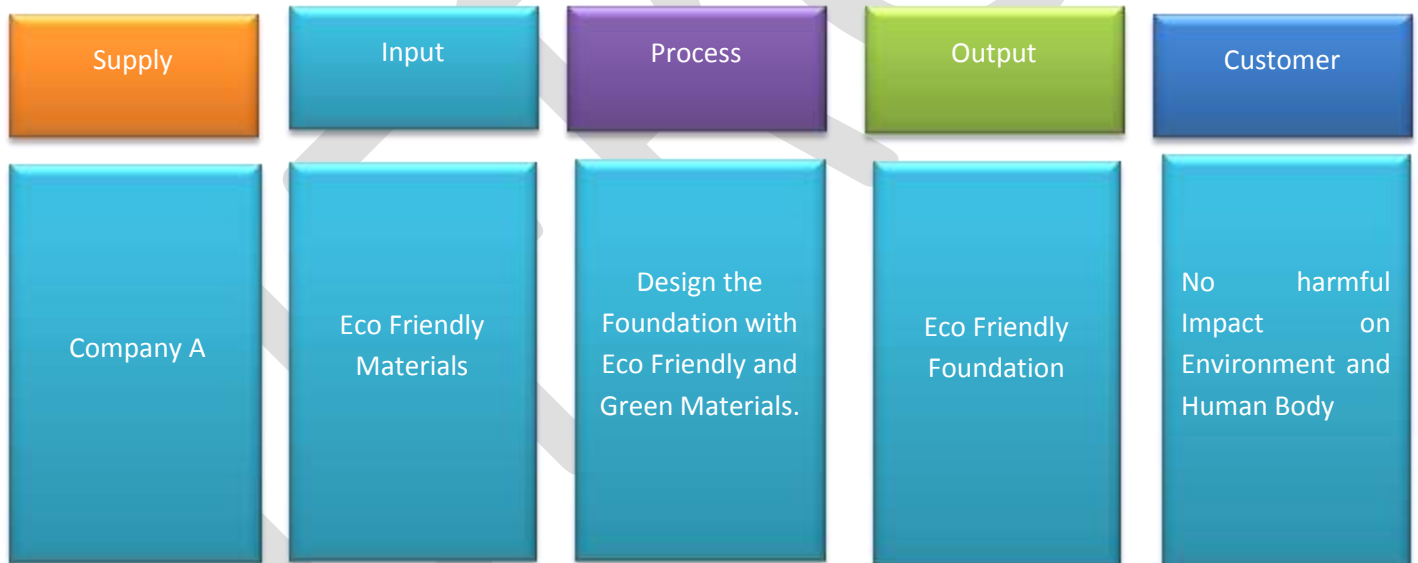 Supply
Input
Process
Output
Customer
Company A
Eco Friendly
Materials
Design the
Foundation with
Eco Friendly and
Green Materials.
Eco Friendly
Foundation
No harmful
Impact on
Environment and
Human Body